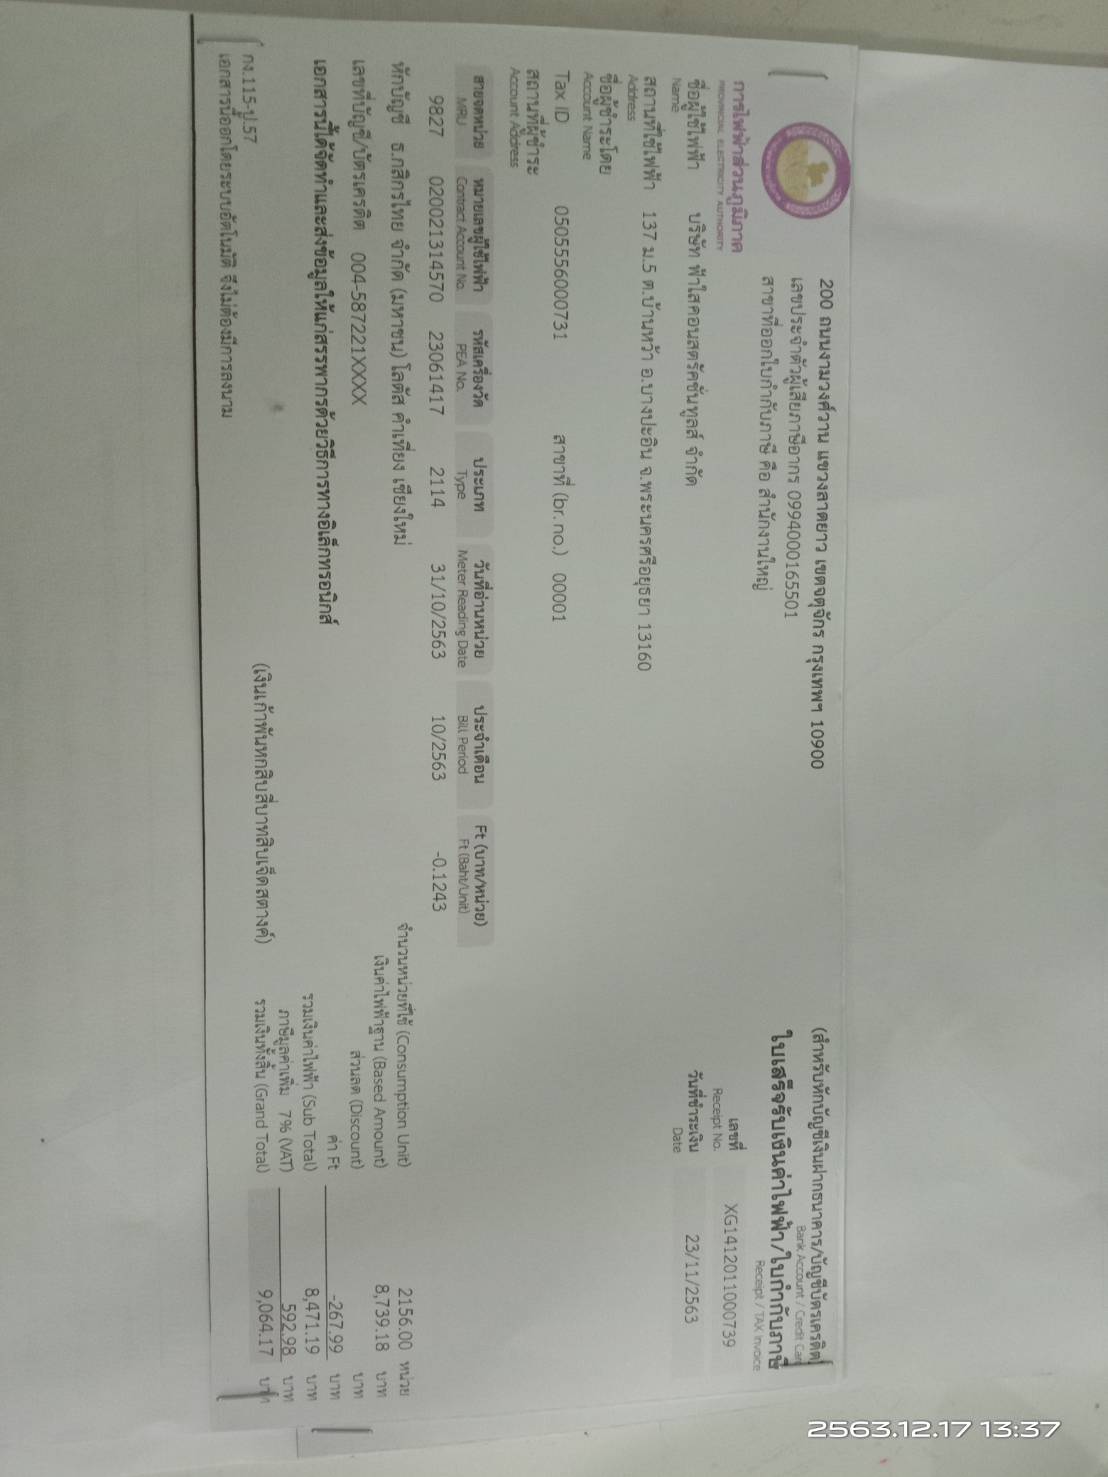 การไฟฟ้าส่วนภูมิภาค
PROVINCIAL ELECTRICITY AUTHORITY
200 ถนนงามวงศ์วาน แขวงลาดยาว เขตจตุจักร กรุงเทพฯ 10900
เลขประจำตัวผู้เสียภาษีอากร 0994000165501
สาขาที่ออกใบกำกับภาษี คือ สำนักงานใหญ่
(สำหรับหักบัญชีเงินฝากธนาคาร/บัญชีบัตรเครดิต)
Bank Account / Credit Card
ใบเสร็จรับเงินค่าไฟฟ้า/ใบกำกับภาษี
Receipt / TAX Invoice
เลขที่ XG1412011000739
Receipt No.
วันที่ชำระเงิน 23/11/2563
Date
ชื่อผู้ใช้ไฟฟ้า บริษัท ฟ้าใสคอนสตรัคชั่นทูลส์ จำกัด
Name
สถานที่ใช้ไฟฟ้า 137 ม.5 ต.บ้านหว้า อ.บางปะอิน จ.พระนครศรีอยุธยา 13160
Address
ชื่อผู้ชำระโดย
Account Name
Tax ID 0505556000731 สาขาที่ (br. no.) 00001
สถานที่ผู้ชำระ
Account Address
สายจดหน่วย หมายเลขผู้ใช้ไฟฟ้า รหัสเครื่องวัด ประเภท วันที่อ่านหน่วย ประจำเดือน Ft (บาท/หน่วย)
MRU Contract Account No. PEA No. Type Meter Reading Date Bill Period Ft (Baht/Unit)
9827 020021314570 23061417 2114 31/10/2563 10/2563 -0.1243
หักบัญชี ธ.กสิกรไทย จำกัด (มหาชน) โลตัส คำเที่ยง เชียงใหม่
เลขที่บัญชี/บัตรเครดิต 004-587221XXXX
เอกสารนี้ได้จัดทำและส่งข้อมูลให้แก่สรรพากรด้วยวิธีการทางอิเล็กทรอนิกส์
จำนวนหน่วยที่ใช้ (Consumption Unit) 2156.00 หน่วย
เงินค่าไฟฟ้าฐาน (Based Amount) 8,739.18 บาท
ส่วนลด (Discount) บาท
ค่า Ft -267.99 บาท
รวมเงินค่าไฟฟ้า (Sub Total) 8,471.19 บาท
ภาษีมูลค่าเพิ่ม 7% (VAT) 592.98 บาท
(เงินเก้าพันหกสิบสี่บาทสิบเจ็ดสตางค์) รวมเงินทั้งสิ้น (Grand Total) 9,064.17 บาท
กง.115-ป.57
เอกสารนี้ออกโดยระบบอัตโนมัติ จึงไม่ต้องมีการลงนาม
2563.12.17 13:37